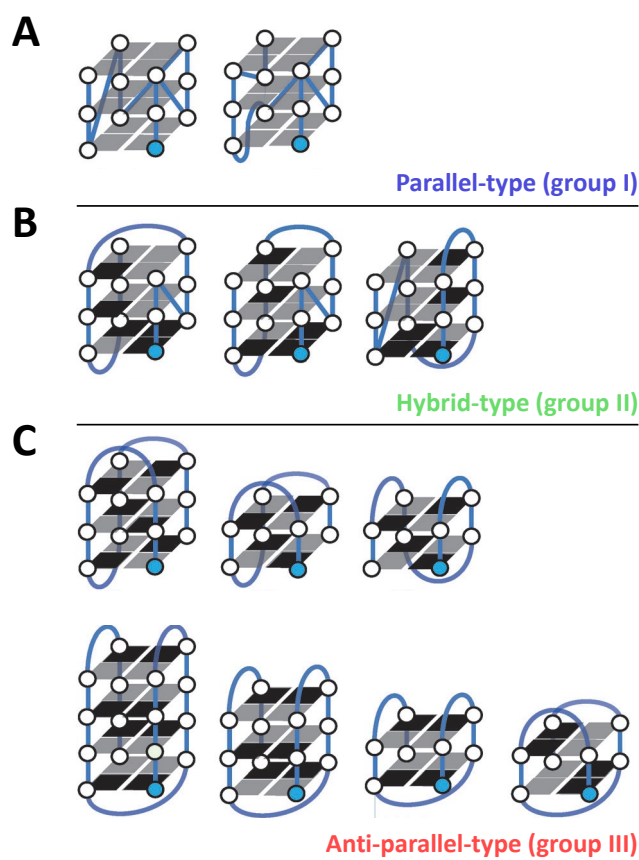 A
Parallel-type (group I)
B
Hybrid-type (group II)
C
Anti-parallel-type (group III)